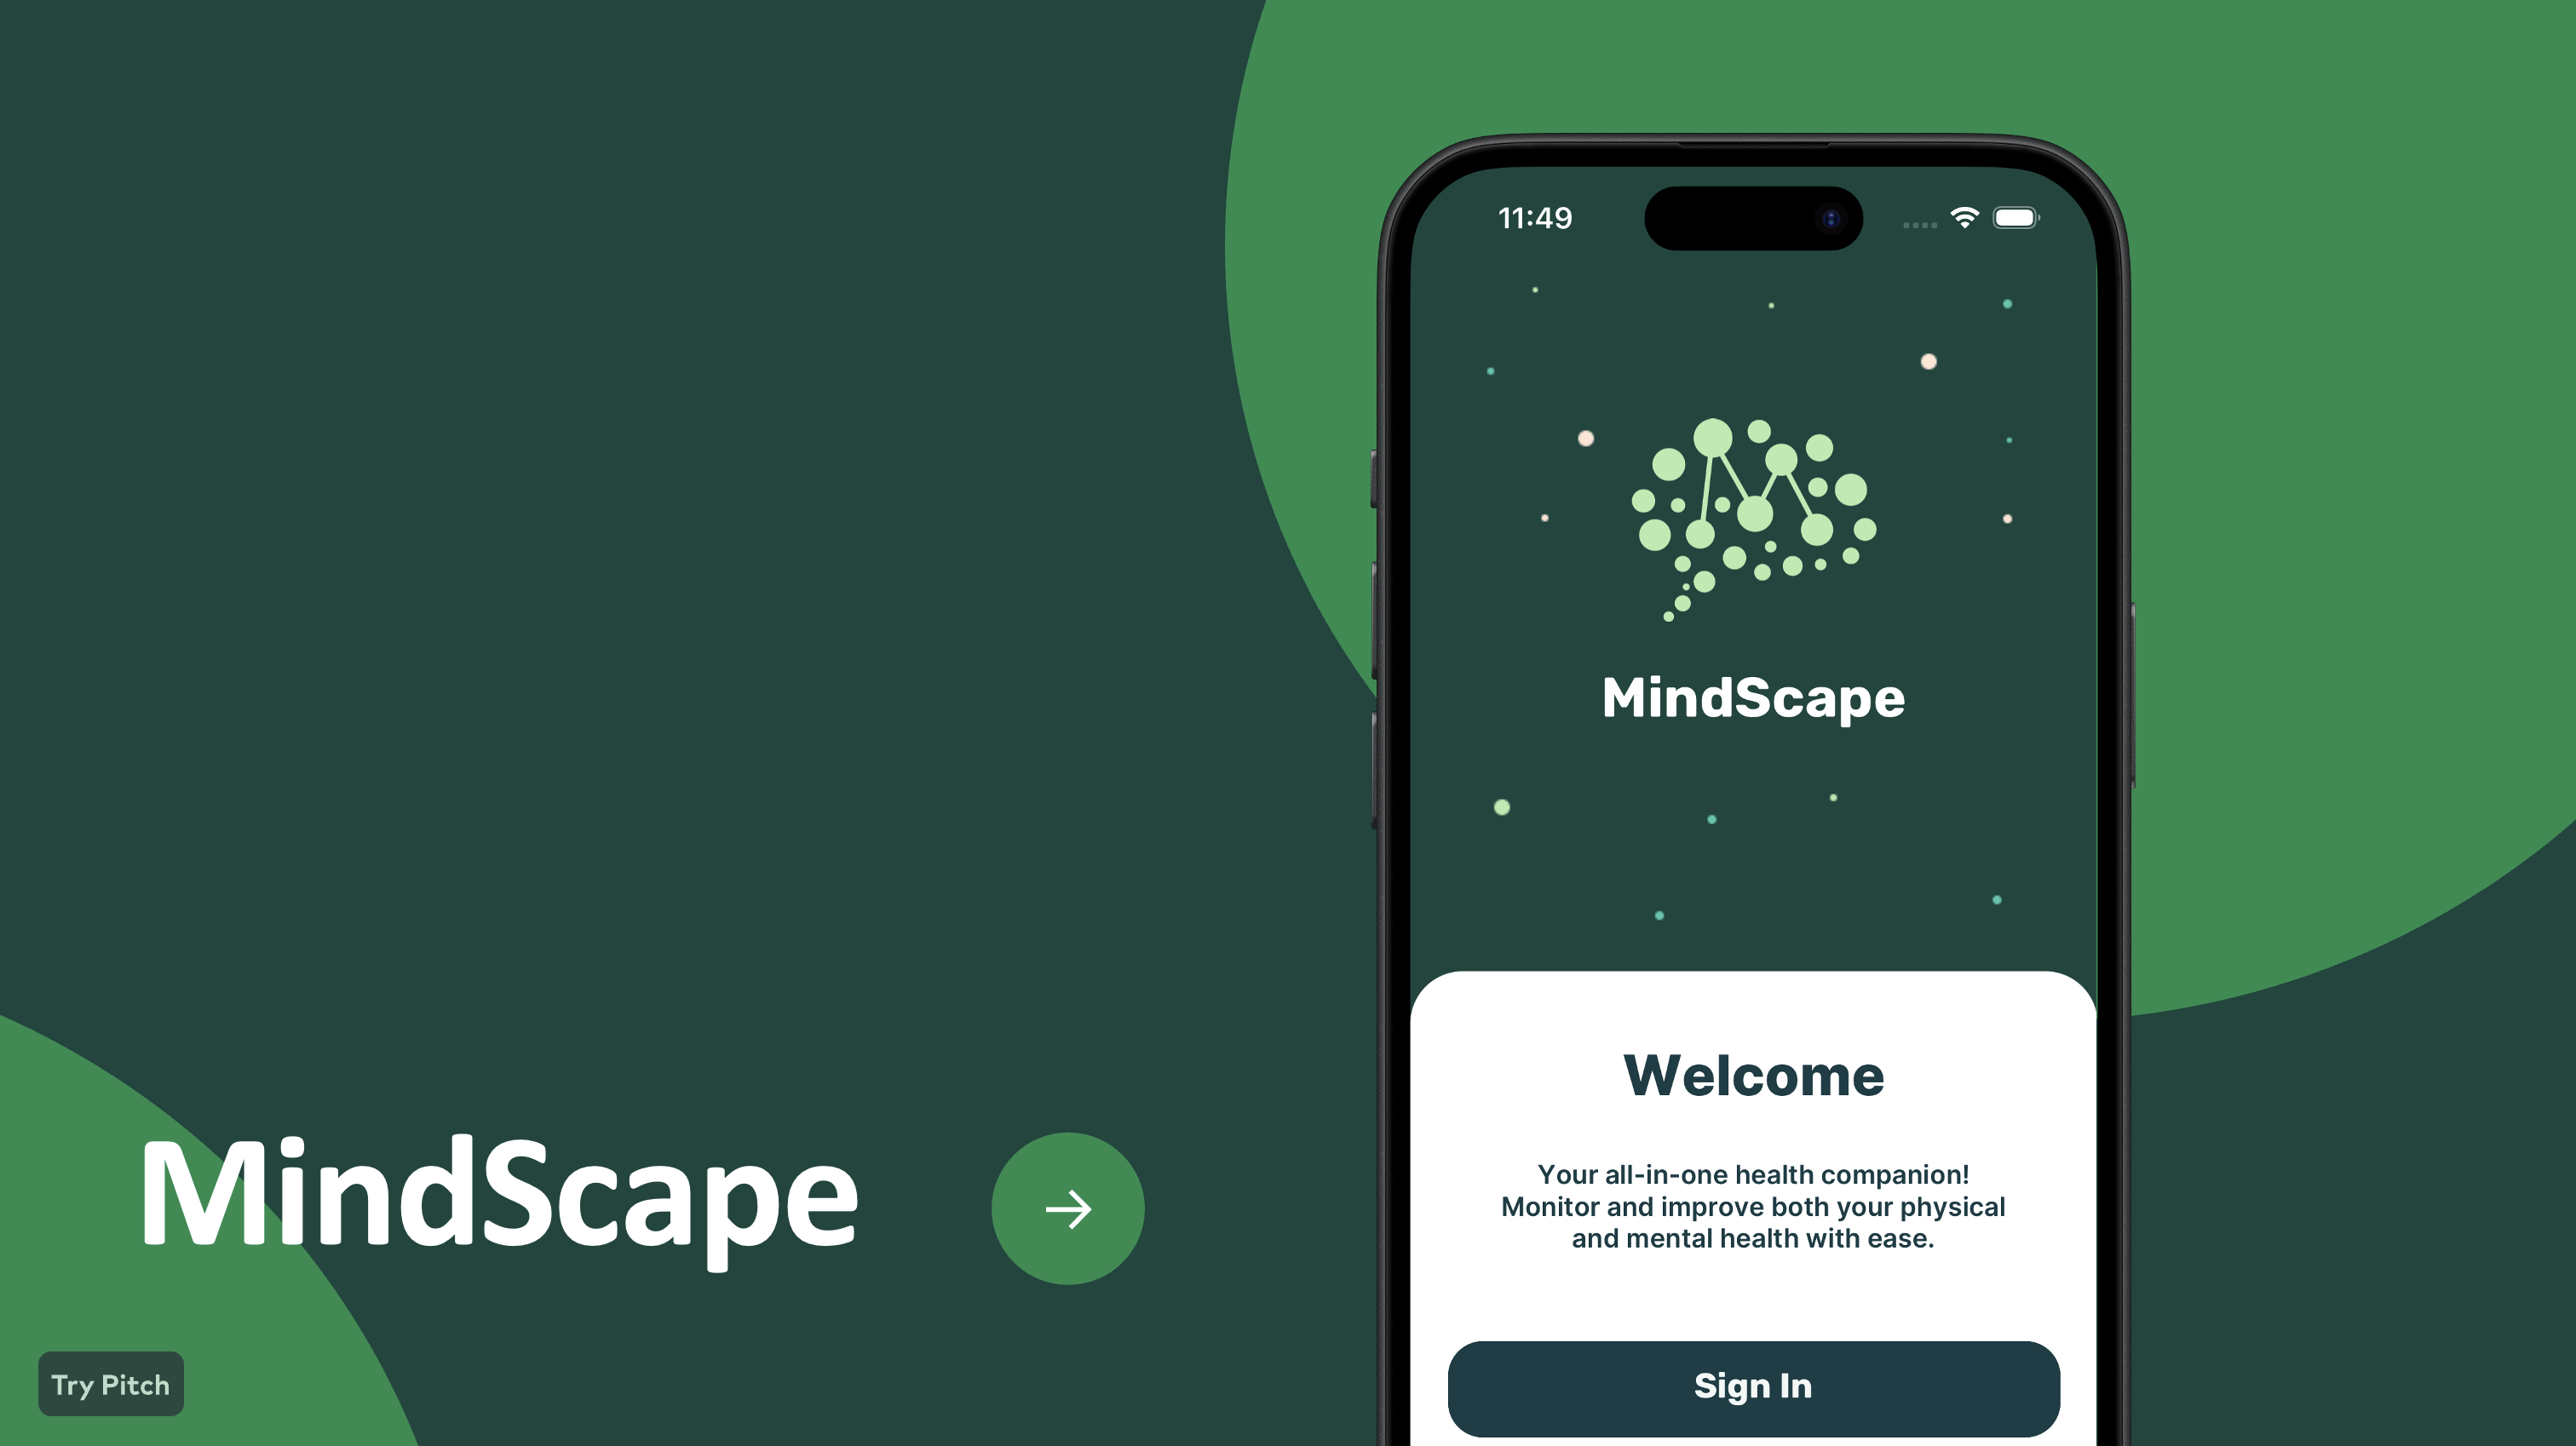 11:49
MindScape
Welcome
Your all-in-one health companion!
Monitor and improve both your physical
and mental health with ease.
Sign In
MindScape
Try Pitch